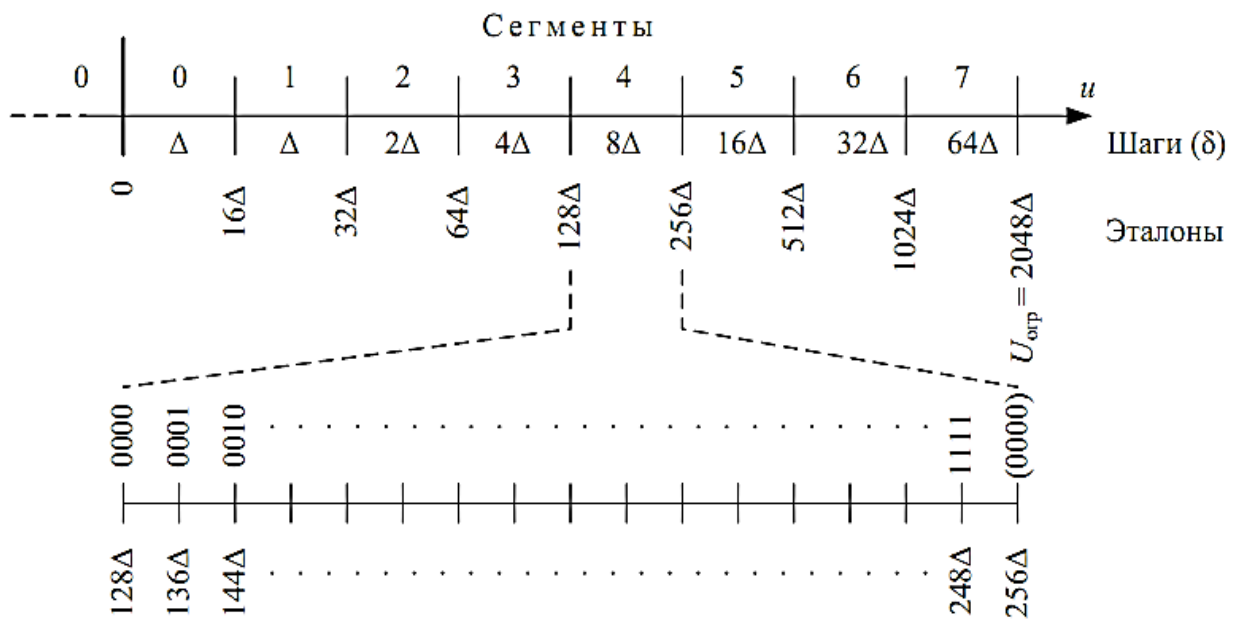 Сегменты
0 0 1 2 3 4 5 6 7 u
Δ Δ 2Δ 4Δ 8Δ 16Δ 32Δ 64Δ Шаги (δ)
0 16Δ 32Δ 64Δ 128Δ 256Δ 512Δ 1024Δ Uогр = 2048Δ Эталоны
0000 0001 0010 1111 (0000)
128Δ 136Δ 144Δ 248Δ 256Δ